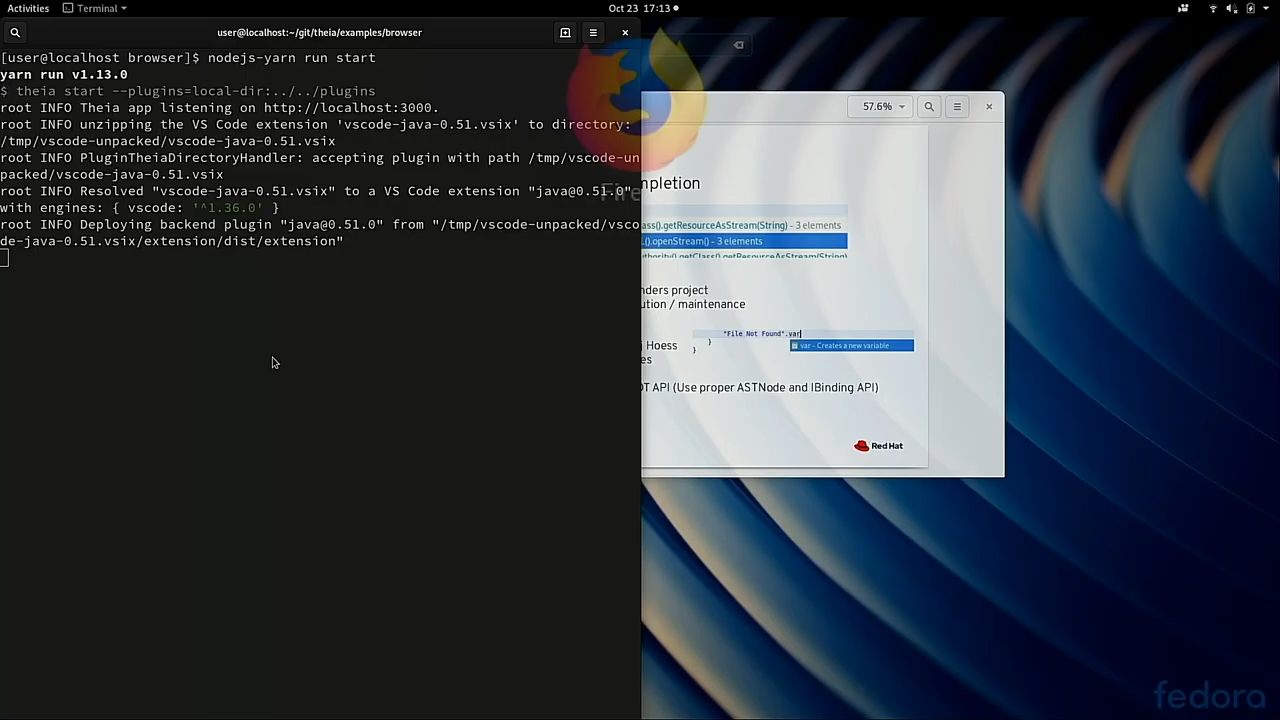 Activities
Terminal
Oct 23 17:13
user@localhost:~/git/theia/examples/browser
[user@localhost browser]$ nodejs-yarn run start
yarn run v1.13.0
$ theia start --plugins=local-dir:../../plugins
root INFO Theia app listening on http://localhost:3000.
root INFO unzipping the VS Code extension 'vscode-java-0.51.vsix' to directory:
/tmp/vscode-unpacked/vscode-java-0.51.vsix
root INFO PluginTheiaDirectoryHandler: accepting plugin with path /tmp/vscode-un
packed/vscode-java-0.51.vsix
root INFO Resolved "vscode-java-0.51.vsix" to a VS Code extension "java@0.51.0"
with engines: { vscode: '^1.36.0' }
root INFO Deploying backend plugin "java@0.51.0" from "/tmp/vscode-unpacked/vsco
de-java-0.51.vsix/extension/dist/extension"
57.6%
mpletion
ass().getResourceAsStream(String) - 3 elements
.().openStream() - 3 elements
uthority().getClass().getResourceAsStream(String)
nders project
ution / maintenance
"File Not Found".var
}
var - Creates a new variable
}
j Hoess
es
OT API (Use proper ASTNode and IBinding API)
Red Hat
fedora